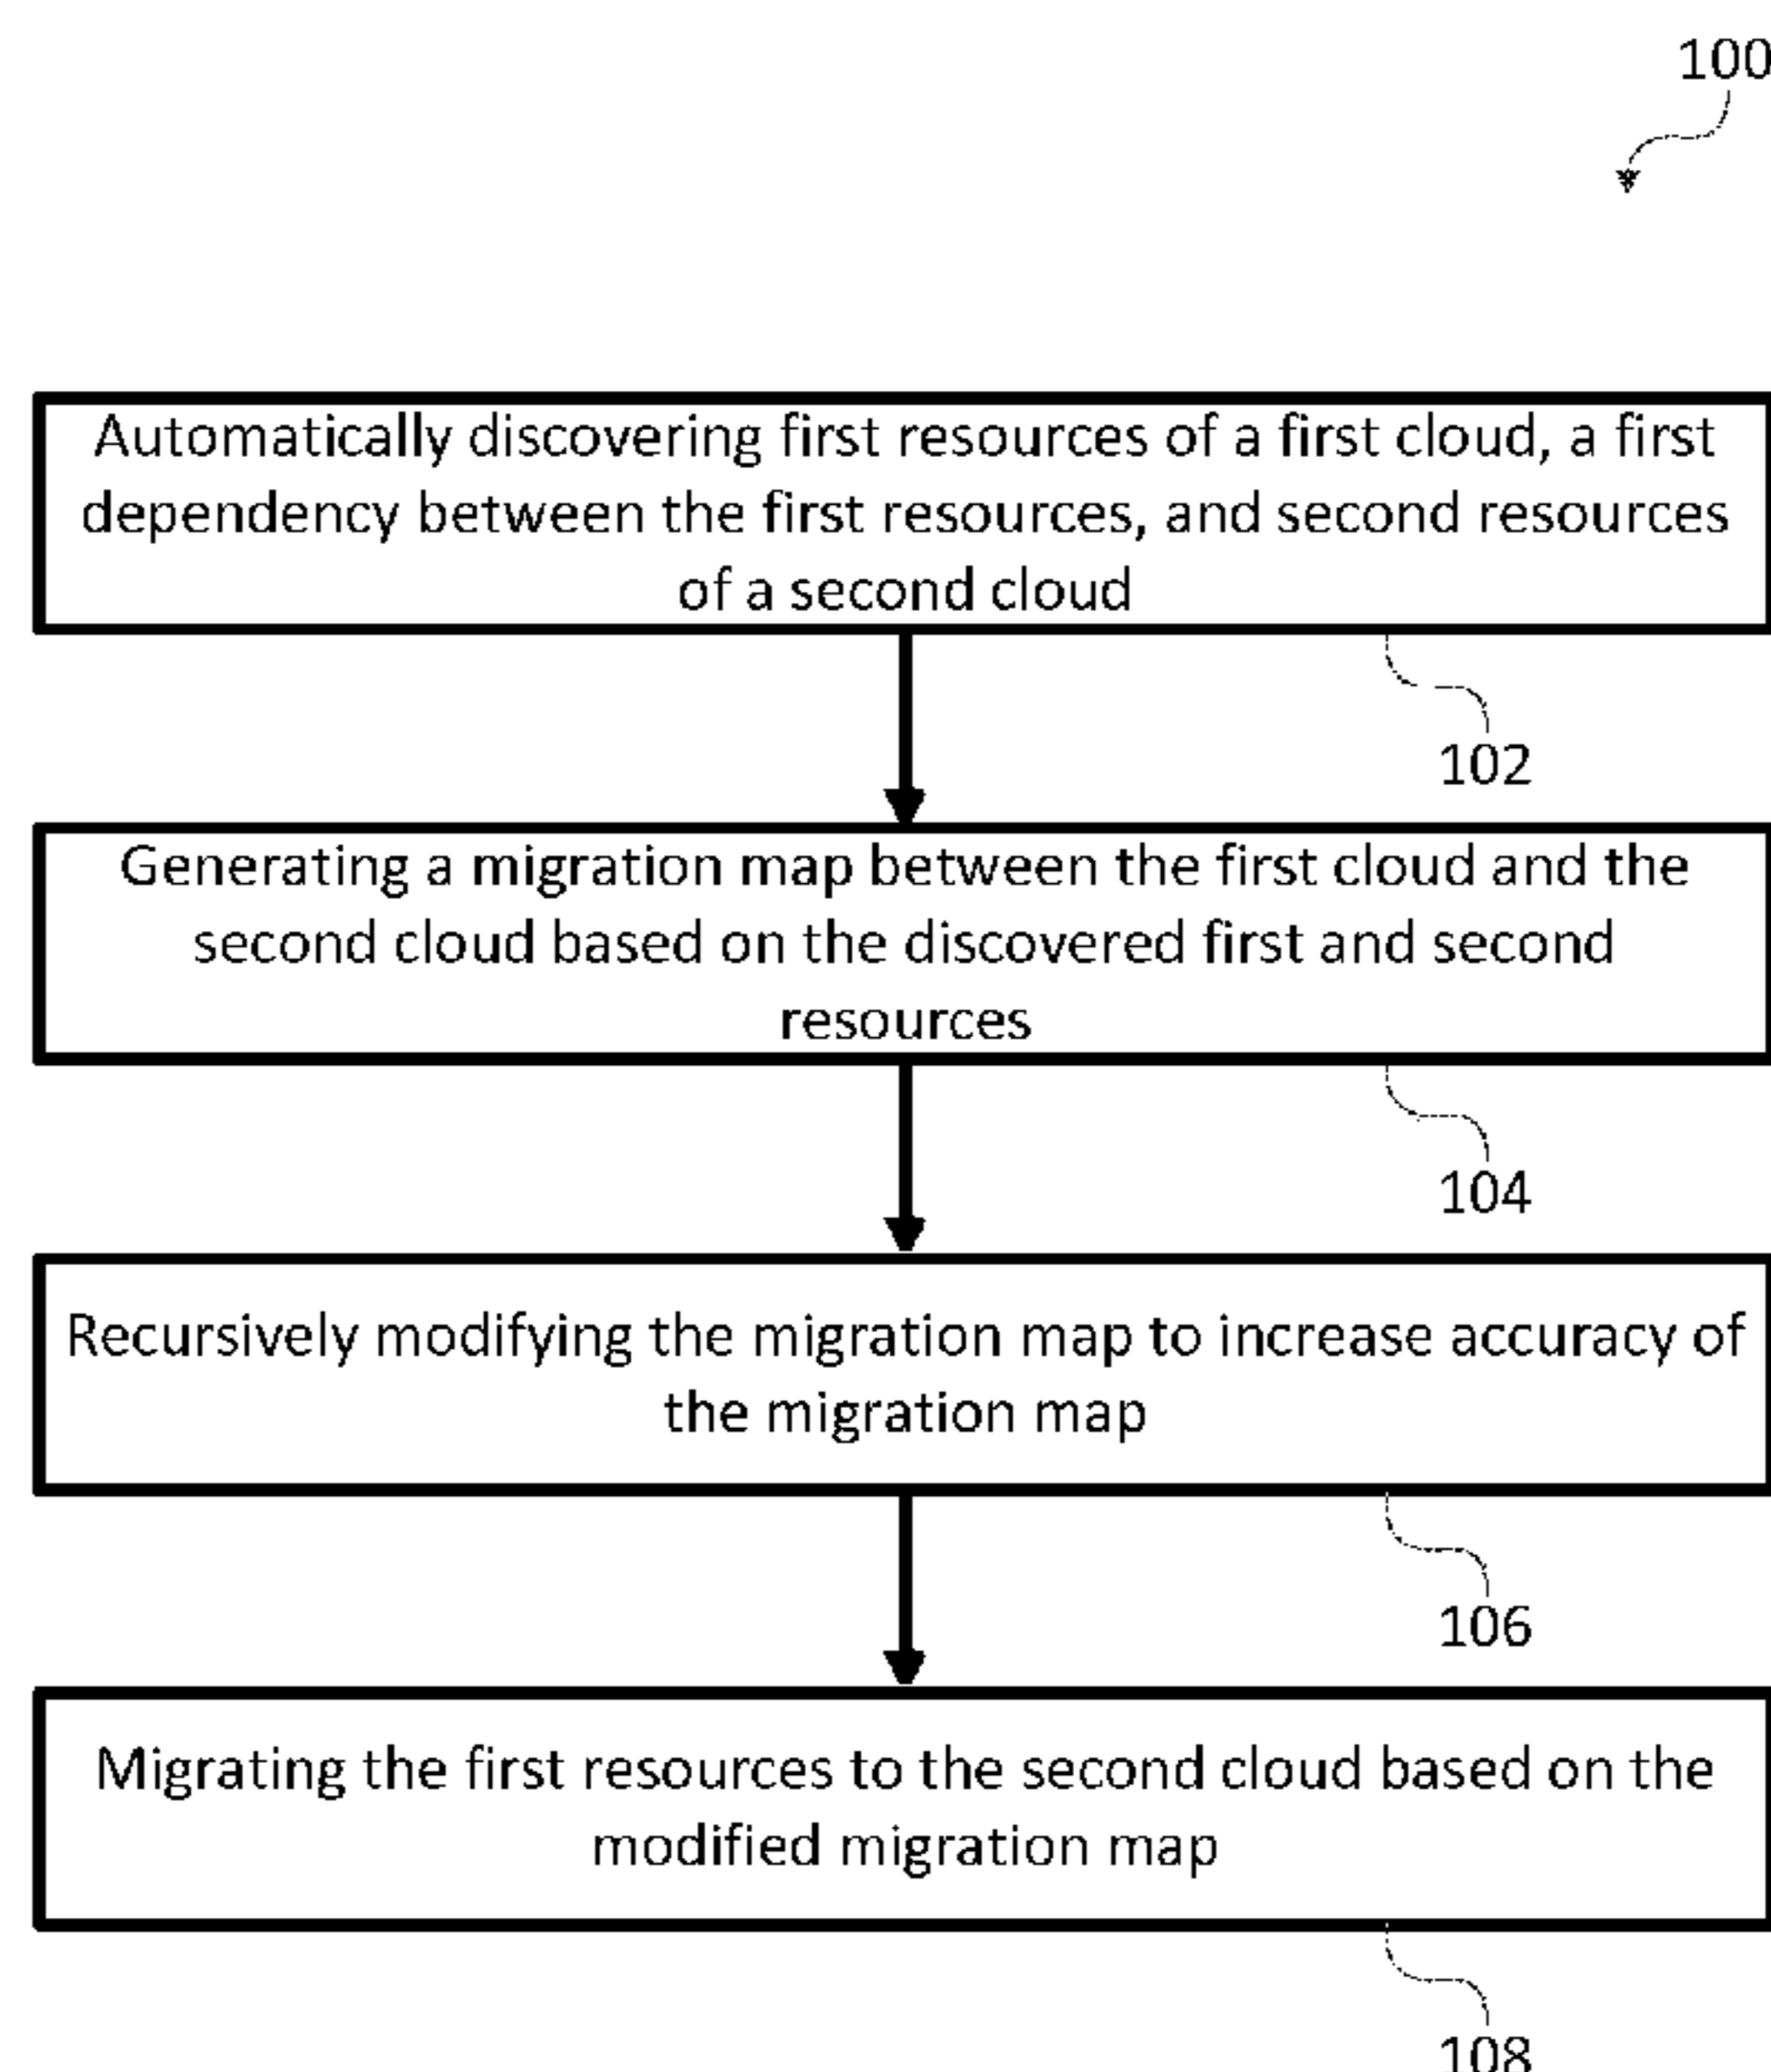 100
Automatically discovering first resources of a first cloud, a first
dependency between the first resources, and second resources
of a second cloud
102
Generating a migration map between the first cloud and the
second cloud based on the discovered first and second
resources
104
Recursively modifying the migration map to increase accuracy of
the migration map
106
Migrating the first resources to the second cloud based on the
modified migration map
108